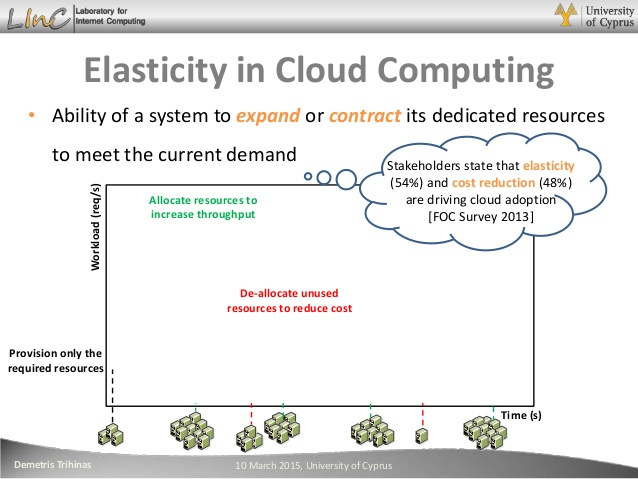 LInC
Laboratory for
Internet Computing
University
of Cyprus
Elasticity in Cloud Computing
• Ability of a system to expand or contract its dedicated resources
to meet the current demand
Stakeholders state that elasticity
(54%) and cost reduction (48%)
are driving cloud adoption
[FOC Survey 2013]
Workload (req/s)
Allocate resources to
increase throughput
De-allocate unused
resources to reduce cost
Provision only the
required resources
Time (s)
Demetris Trihinas
10 March 2015, University of Cyprus